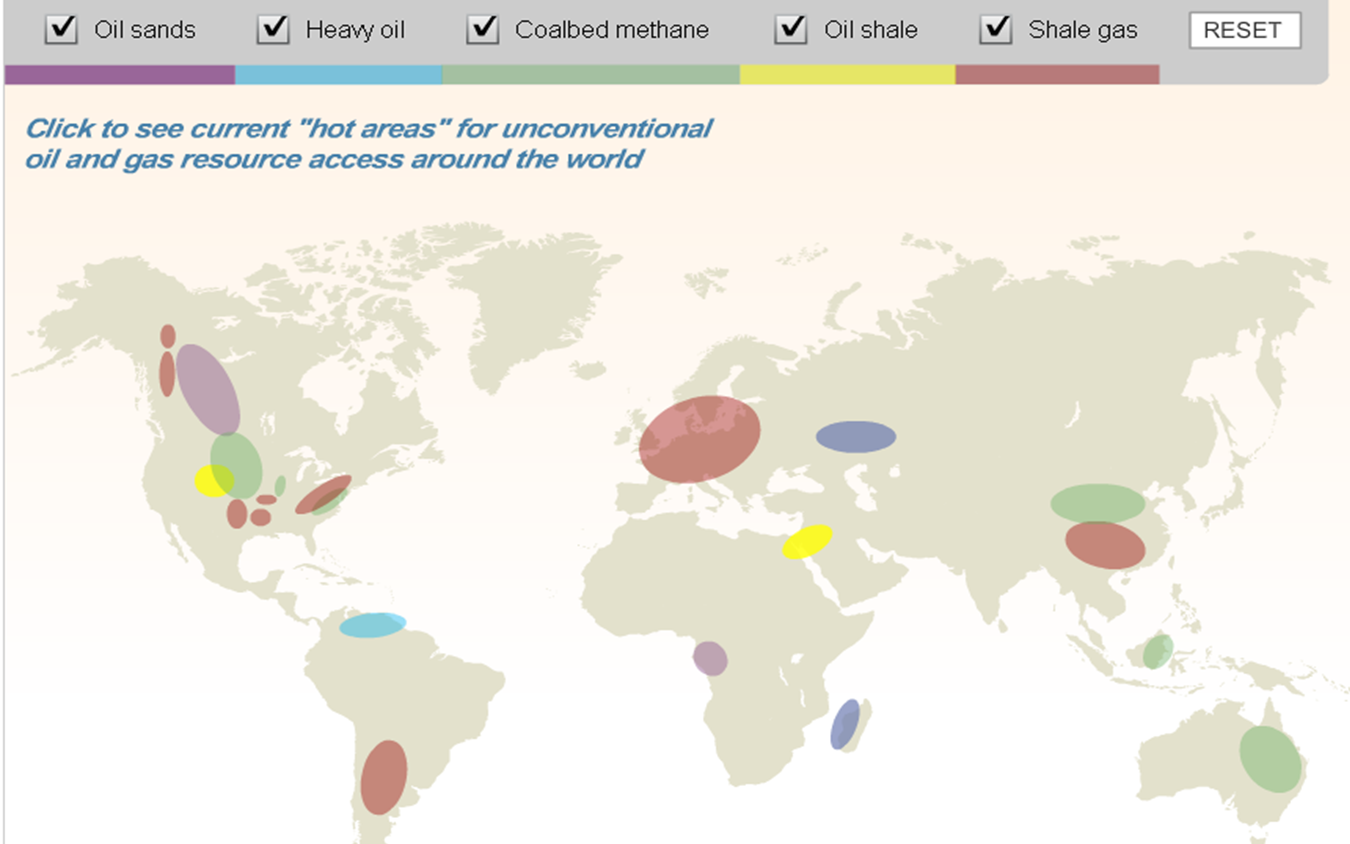 Oil sands Heavy oil Coalbed methane Oil shale Shale gas RESET
Click to see current "hot areas" for unconventional
oil and gas resource access around the world